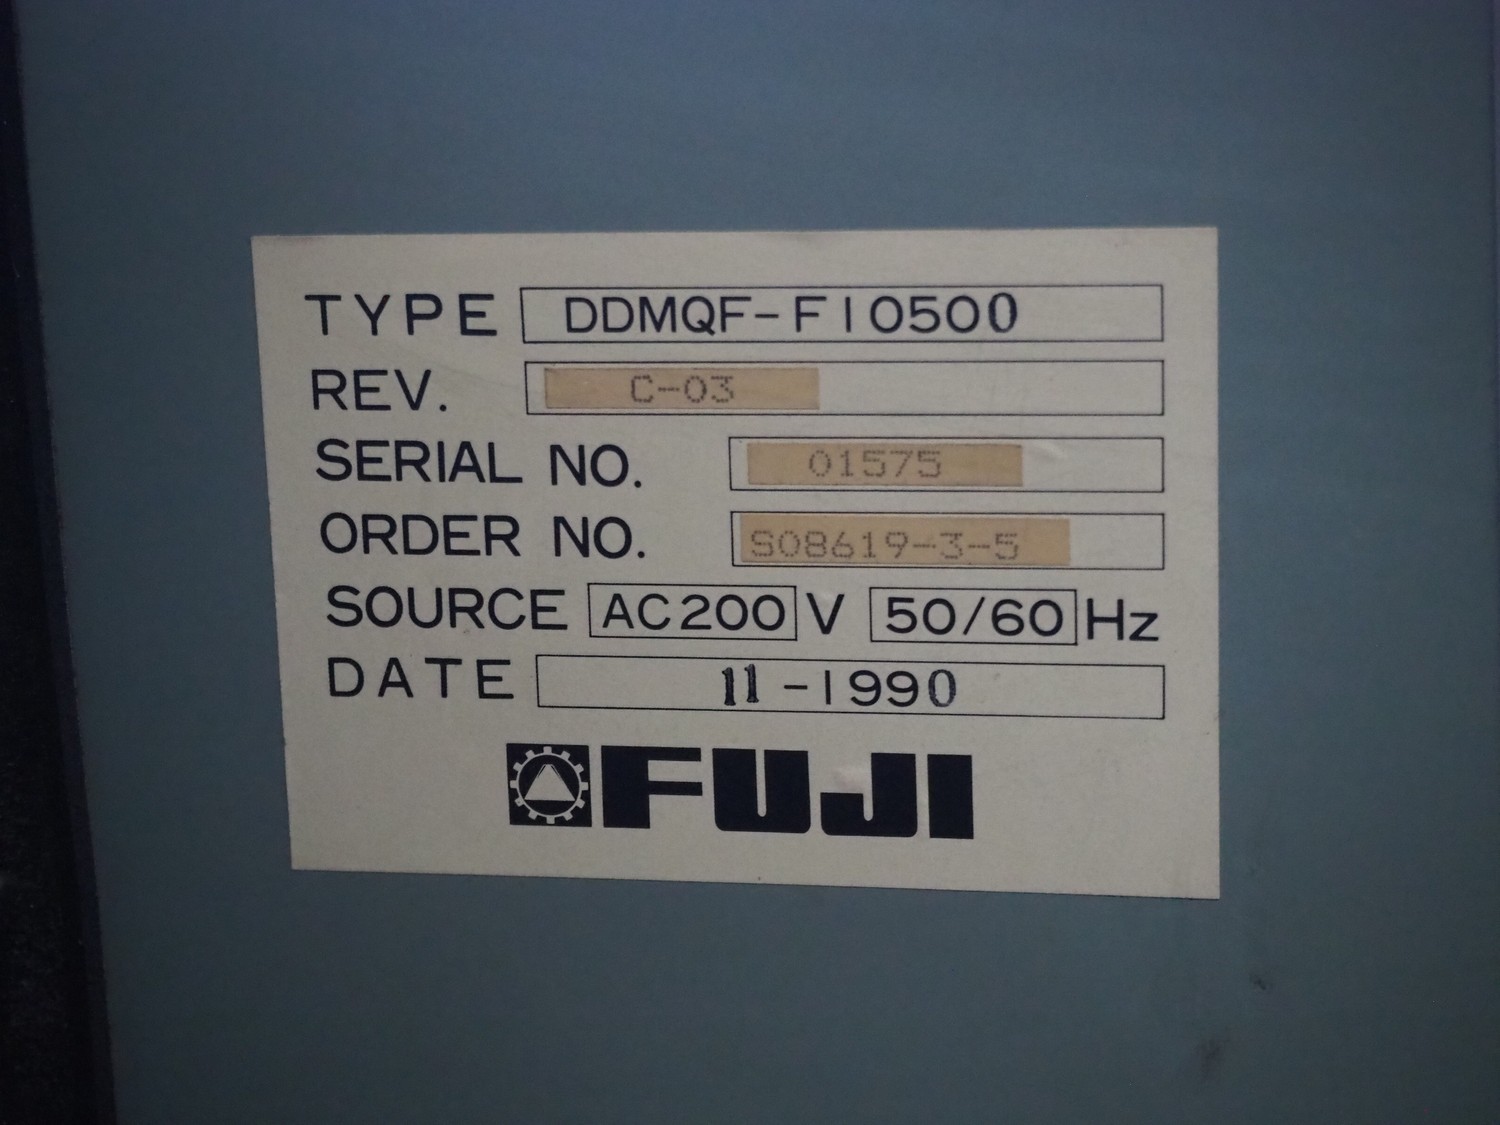 TYPE DDMQF-F10500
REV. C-03
SERIAL NO. 01575
ORDER NO. S08619-3-5
SOURCE AC200 V 50/60 Hz
DATE 11-1990
FUJI